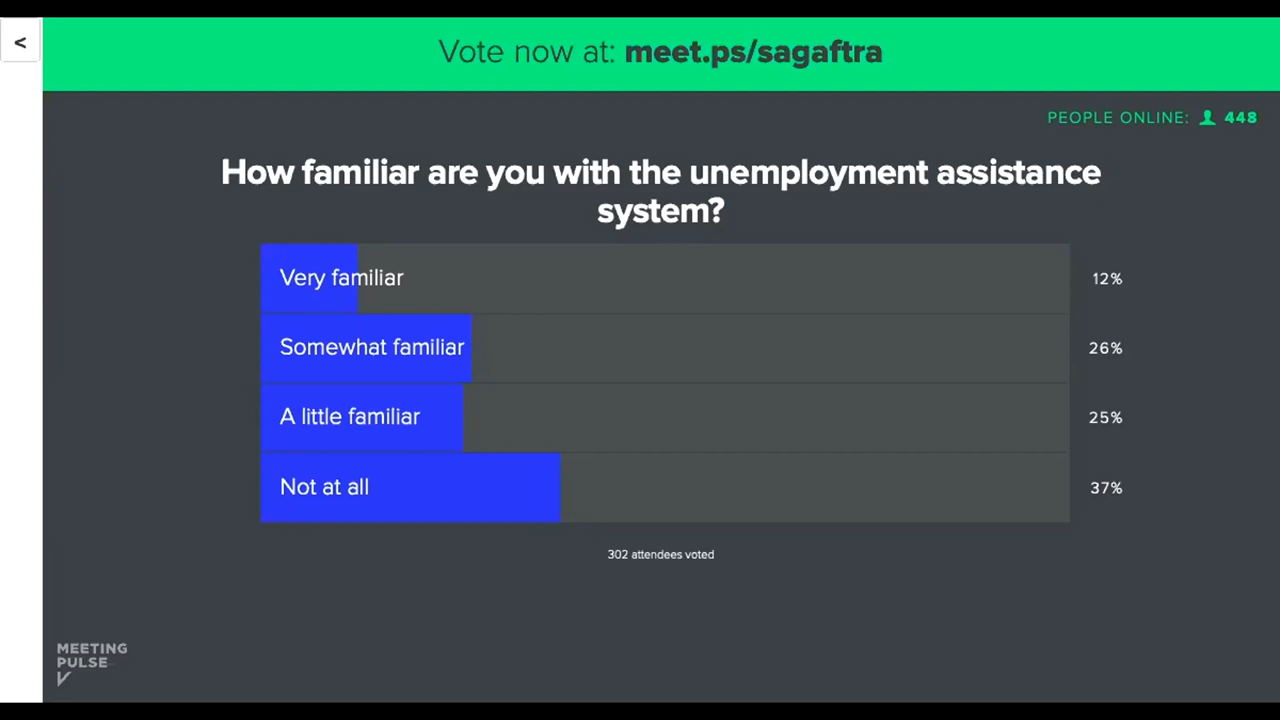 <
Vote now at: meet.ps/sagaftra
PEOPLE ONLINE: 448
How familiar are you with the unemployment assistance
system?
Very familiar 12%
Somewhat familiar 26%
A little familiar 25%
Not at all 37%
302 attendees voted
MEETING
PULSE